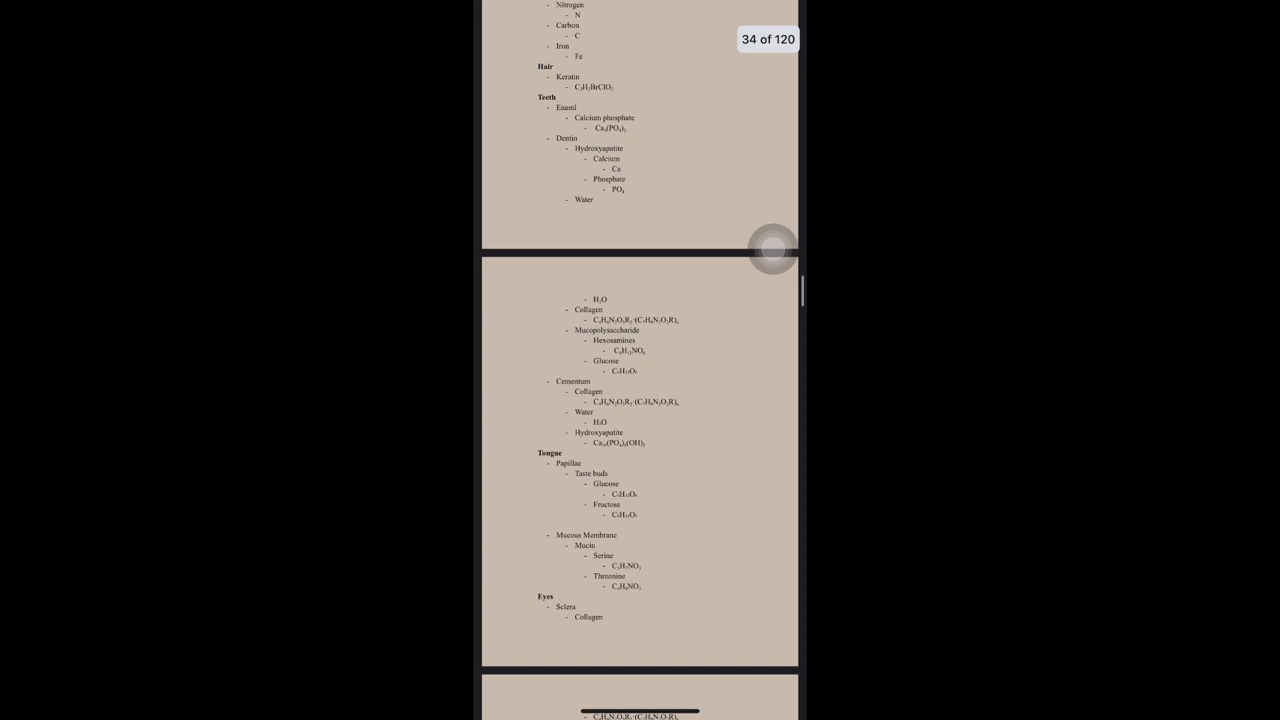 - Nitrogen
- N
- Carbon
- C
34 of 120
- Iron
- Fe
Hair
- Keratin
- C₂H₂BrClO₂
Teeth
- Enaml
- Calcium phosphate
- Ca₃(PO₄)₂
- Dentin
- Hydroxyapatite
- Calcium
- Ca
- Phosphate
- PO₄
- Water
- H₂O
- Collagen
- Mucopolysaccharide
- Hexosamines
- C₆H₁₃NO₆
- Glucose
- C₆H₁₂O₆
- Cementum
- Collagen
- Water
- H₂O
- Hydroxyapatite
- Ca₁₀(PO₄)₆(OH)₂
Tongue
- Papillae
- Taste buds
- Glucose
- C₆H₁₂O₆
- Fructose
- C₆H₁₂O₆
- Mucous Membrane
- Mucin
- Serine
- C₃H₇NO₃
- Threonine
- C₄H₉NO₃
Eyes
- Sclera
- Collagen